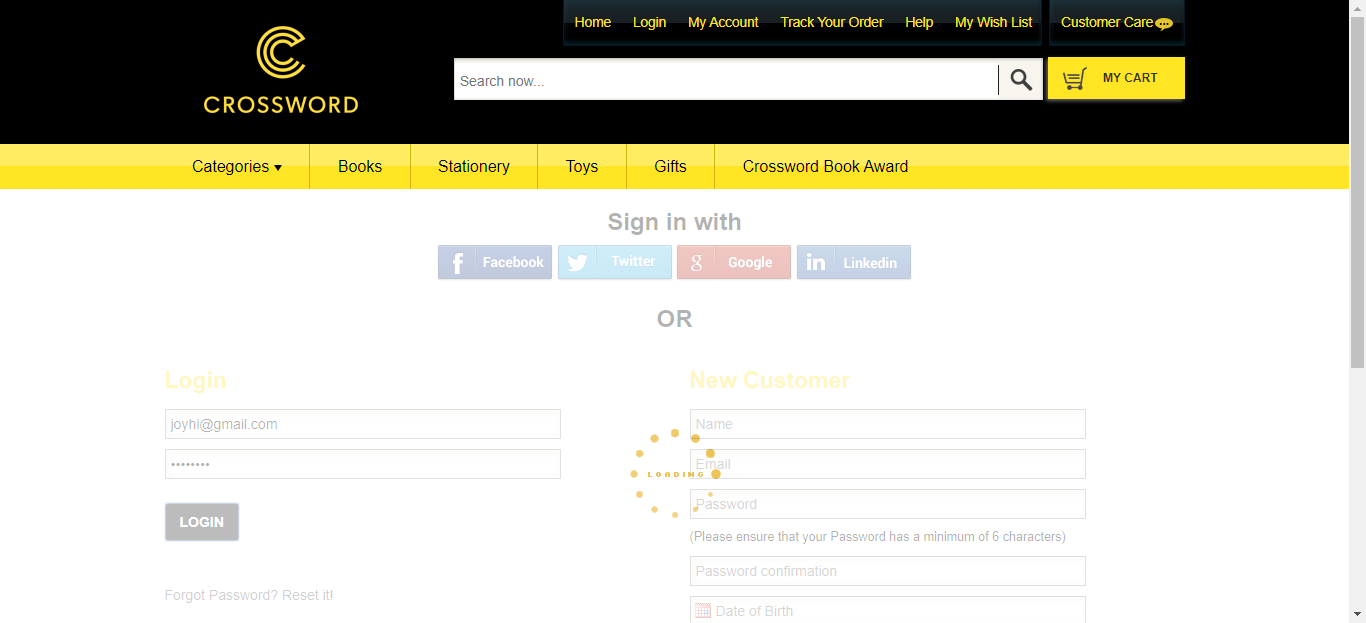 Home Login My Account Track Your Order Help My Wish List Customer Care
CROSSWORD
Search now...
MY CART
Categories Books Stationery Toys Gifts Crossword Book Award
Sign in with
Facebook Twitter Google Linkedin
OR
Login
joyhi@gmail.com
••••••••
LOGIN
Forgot Password? Reset it!
LOADING
New Customer
Name
Email
Password
(Please ensure that your Password has a minimum of 6 characters)
Password confirmation
Date of Birth